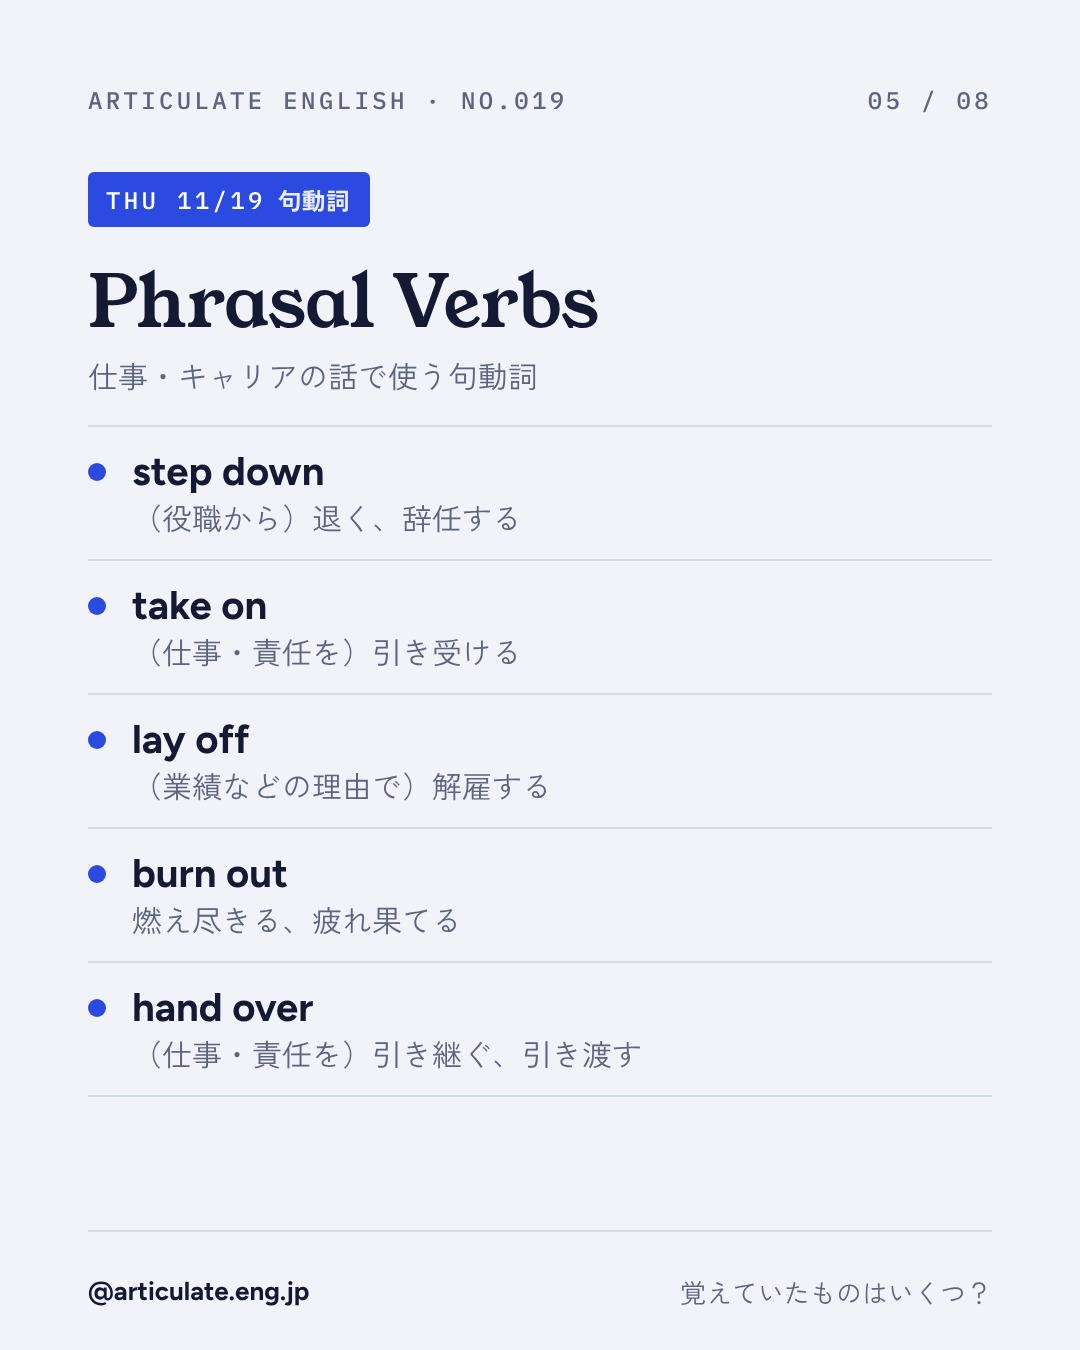 ARTICULATE ENGLISH · NO.019
05 / 08
THU 11/19 句動詞
Phrasal Verbs
仕事・キャリアの話で使う句動詞
step down
（役職から）退く、辞任する
take on
（仕事・責任を）引き受ける
lay off
（業績などの理由で）解雇する
burn out
燃え尽きる、疲れ果てる
hand over
（仕事・責任を）引き継ぐ、引き渡す
@articulate.eng.jp
覚えていたものはいくつ？